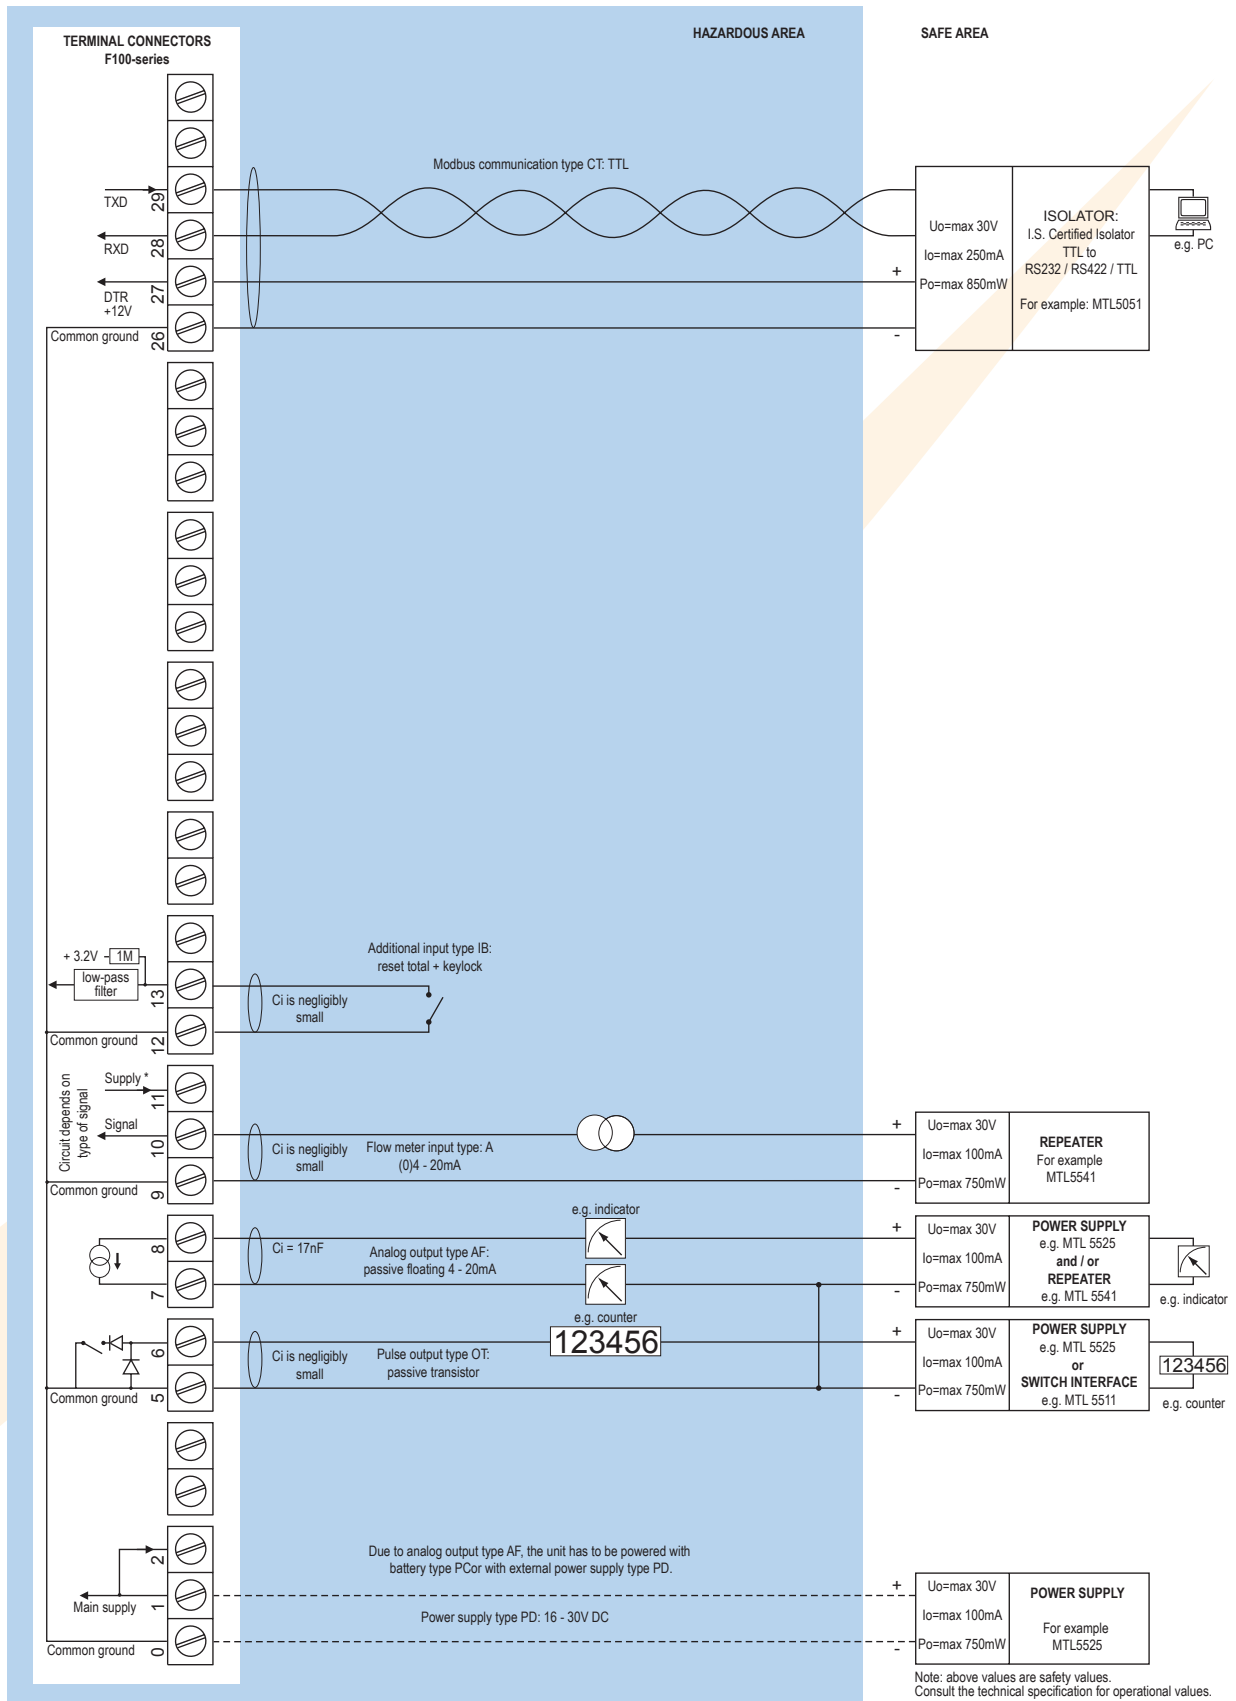 TERMINAL CONNECTORS
F100-series
HAZARDOUS AREA
SAFE AREA
Modbus communication type CT: TTL
TXD
29
RXD
28
DTR
+12V
27
Common ground
26
+
-
Uo=max 30V
Io=max 250mA
Po=max 850mW
ISOLATOR:
I.S. Certified Isolator
TTL to
RS232 / RS422 / TTL
For example: MTL5051
e.g. PC
+ 3.2V
1M
low-pass
filter
13
Common ground
12
Ci is negligibly
small
Additional input type IB:
reset total + keylock
Circuit depends on
type of signal
Supply *
11
Signal
10
Common ground
9
Ci is negligibly
small
Flow meter input type: A
(0)4 - 20mA
+
-
Uo=max 30V
Io=max 100mA
Po=max 750mW
REPEATER
For example
MTL5541
8
7
Ci = 17nF
Analog output type AF:
passive floating 4 - 20mA
e.g. indicator
+
-
Uo=max 30V
Io=max 100mA
Po=max 750mW
POWER SUPPLY
e.g. MTL 5525
and / or
REPEATER
e.g. MTL 5541
e.g. indicator
6
Common ground
5
Ci is negligibly
small
Pulse output type OT:
passive transistor
e.g. counter
123456
+
-
Uo=max 30V
Io=max 100mA
Po=max 750mW
POWER SUPPLY
e.g. MTL 5525
or
SWITCH INTERFACE
e.g. MTL 5511
123456
e.g. counter
2
Main supply
1
Common ground
0
Due to analog output type AF, the unit has to be powered with
battery type PCor with external power supply type PD.
Power supply type PD: 16 - 30V DC
+
-
Uo=max 30V
Io=max 100mA
Po=max 750mW
POWER SUPPLY
For example
MTL5525
Note: above values are safety values.
Consult the technical specification for operational values.